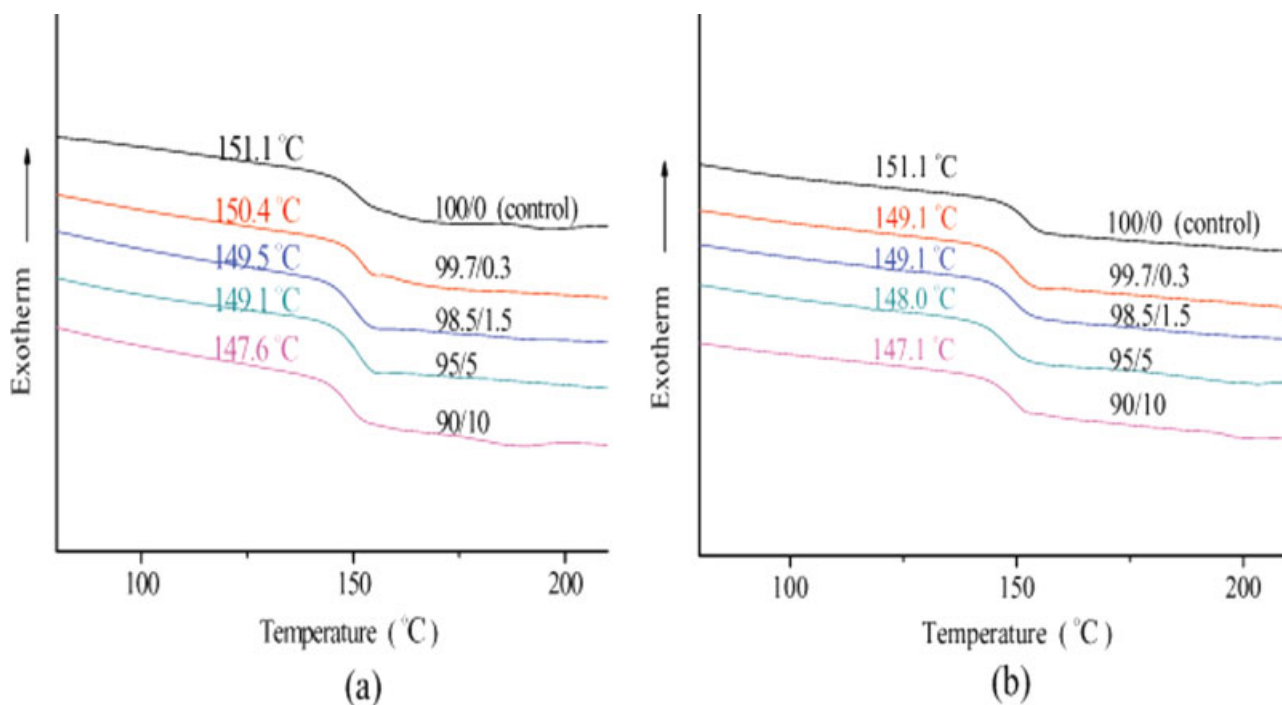 151.1 °C
100/0 (control)
150.4 °C
99.7/0.3
149.5 °C
98.5/1.5
149.1 °C
95/5
147.6 °C
90/10
Exotherm
100
150
200
Temperature (°C)
(a)
151.1 °C
100/0 (control)
149.1 °C
99.7/0.3
149.1 °C
98.5/1.5
148.0 °C
95/5
147.1 °C
90/10
Exotherm
100
150
200
Temperature (°C)
(b)